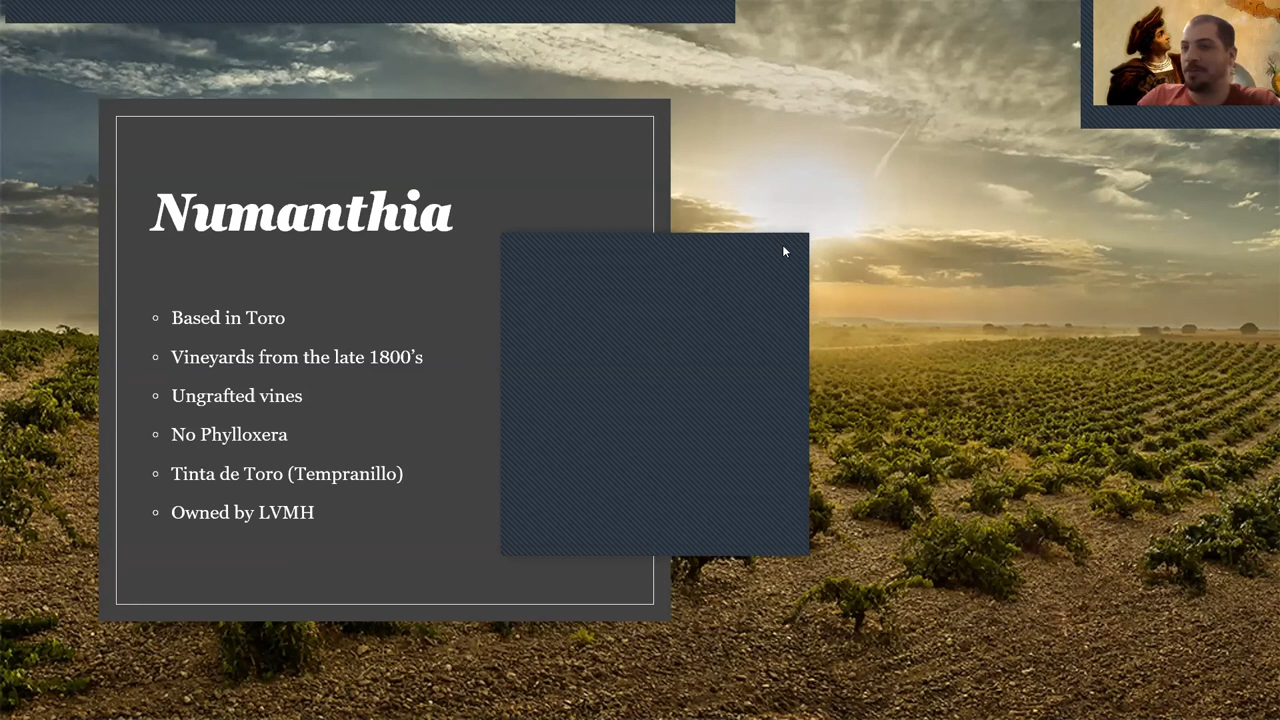 Numanthia
Based in Toro
Vineyards from the late 1800’s
Ungrafted vines
No Phylloxera
Tinta de Toro (Tempranillo)
Owned by LVMH